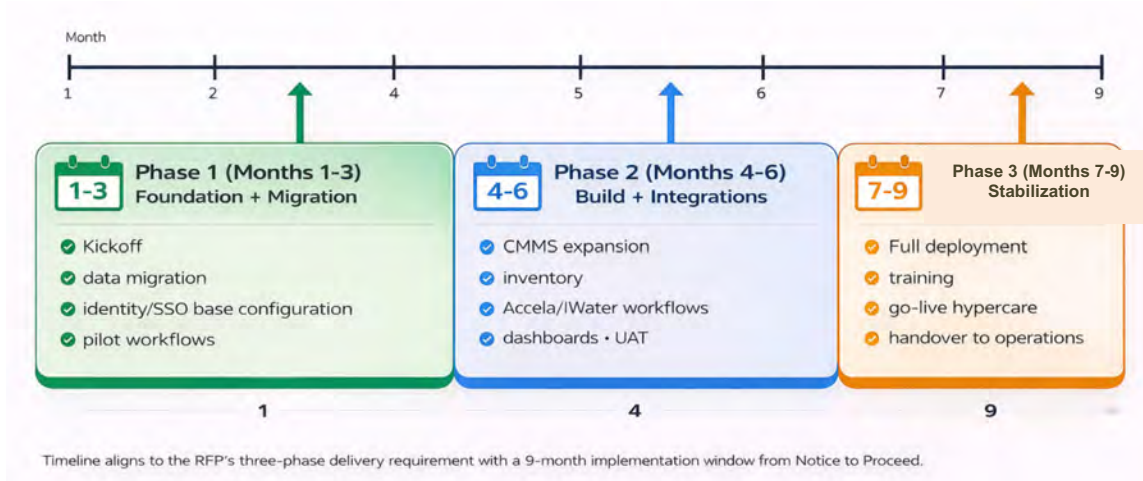 Month
1 2 4 5 6 7 9
1-3
Phase 1 (Months 1-3)
Foundation + Migration
Kickoff
data migration
identity/SSO base configuration
pilot workflows
4-6
Phase 2 (Months 4-6)
Build + Integrations
CMMS expansion
inventory
Accela/IWater workflows
dashboards • UAT
7-9
Phase 3 (Months 7-9)
Stabilization
Full deployment
training
go-live hypercare
handover to operations
1 4 9
Timeline aligns to the RFP's three-phase delivery requirement with a 9-month implementation window from Notice to Proceed.